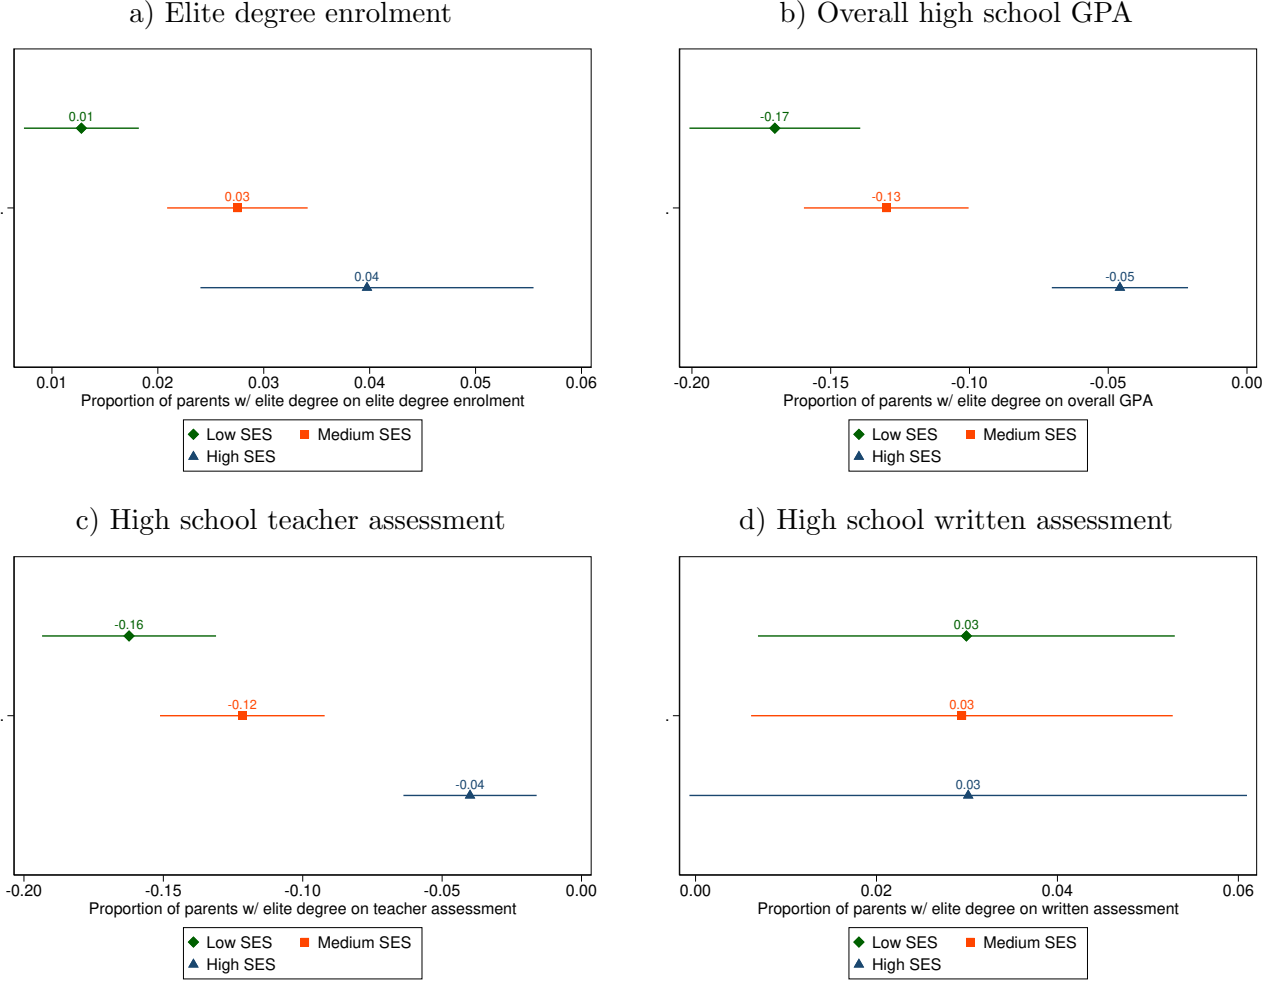 a) Elite degree enrolment
0.01
0.03
0.04
0.01 0.02 0.03 0.04 0.05 0.06
Proportion of parents w/ elite degree on elite degree enrolment
Low SES Medium SES
High SES
b) Overall high school GPA
-0.17
-0.13
-0.05
-0.20 -0.15 -0.10 -0.05 0.00
Proportion of parents w/ elite degree on overall GPA
Low SES Medium SES
High SES
c) High school teacher assessment
-0.16
-0.12
-0.04
-0.20 -0.15 -0.10 -0.05 0.00
Proportion of parents w/ elite degree on teacher assessment
Low SES Medium SES
High SES
d) High school written assessment
0.03
0.03
0.03
0.00 0.02 0.04 0.06
Proportion of parents w/ elite degree on written assessment
Low SES Medium SES
High SES